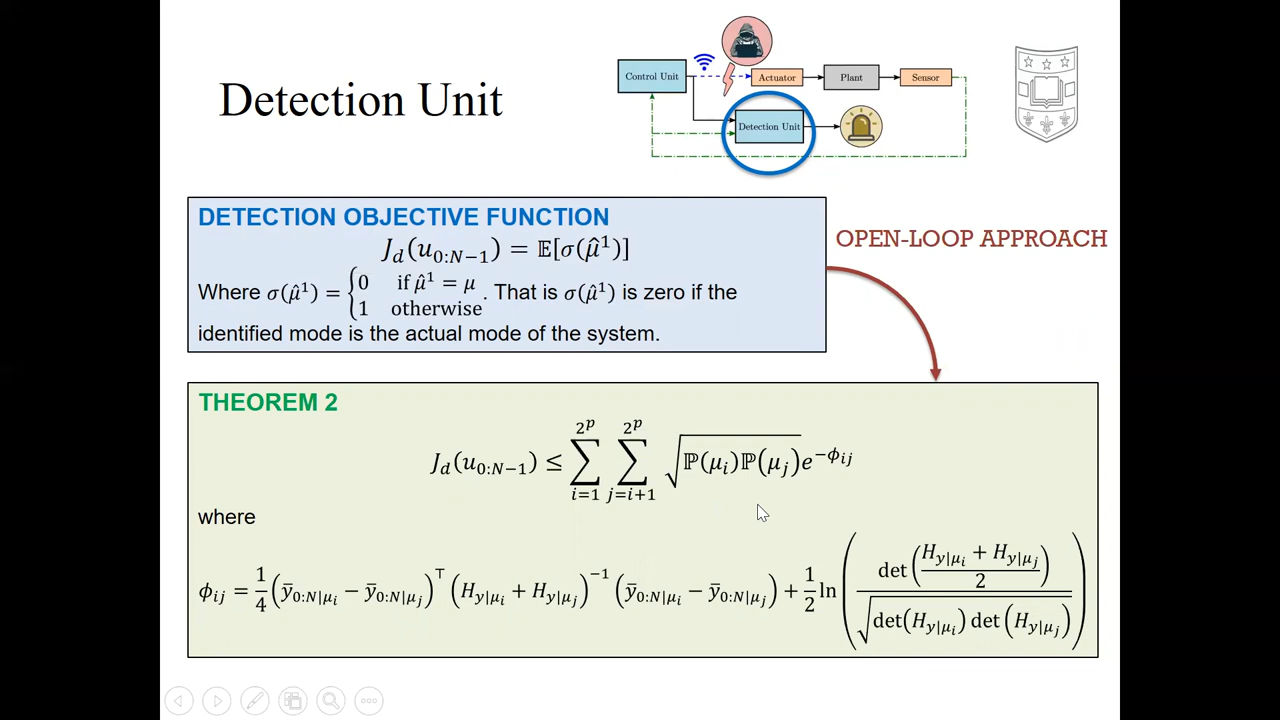 Detection Unit
Control Unit
Actuator
Plant
Sensor
Detection Unit
DETECTION OBJECTIVE FUNCTION
J_d(u_{0:N−1}) = 𝔼[σ(μ̂¹)]
Where σ(μ̂¹) = {0 if μ̂¹ = μ
1 otherwise. That is σ(μ̂¹) is zero if the
identified mode is the actual mode of the system.
OPEN-LOOP APPROACH
THEOREM 2
J_d(u_{0:N−1}) ≤ ∑_{i=1}^{2^p} ∑_{j=i+1}^{2^p} √(ℙ(μ_i)ℙ(μ_j)) e^{−ϕ_{ij}}
where
ϕ_{ij} = 1/4 (ȳ_{0:N|μ_i} − ȳ_{0:N|μ_j})^⊤ (H_{y|μ_i} + H_{y|μ_j})^{−1} (ȳ_{0:N|μ_i} − ȳ_{0:N|μ_j}) + 1/2 ln (det((H_{y|μ_i} + H_{y|μ_j})/2) / √(det(H_{y|μ_i}) det(H_{y|μ_j})))